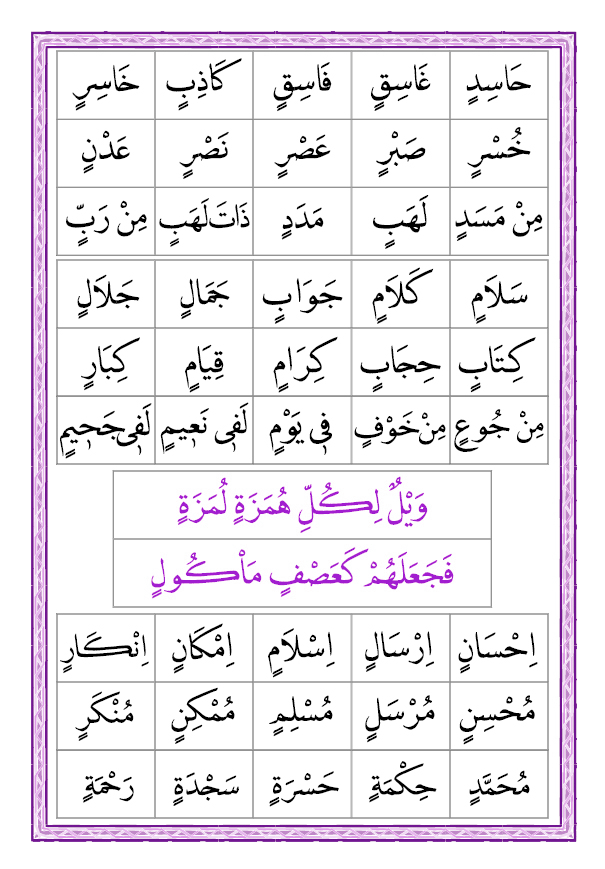 حَاسِدٍ غَاسِقٍ فَاسِقٍ كَاذِبٍ خَاسِرٍ
خُسْرٍ صَبْرٍ عَصْرٍ نَصْرٍ عَدْنٍ
مِنْ مَسَدٍ لَهَبٍ مَدَدٍ ذَاتَ لَهَبٍ مِنْ رَبٍّ
سَلَامٍ كَلَامٍ جَوَابٍ جَمَالٍ جَلَالٍ
كِتَابٍ حِجَابٍ كِرَامٍ قِيَامٍ كِبَارٍ
مِنْ جُوعٍ مِنْ خَوْفٍ فِي يَوْمٍ لَفِي نَعِيمٍ لَفِي جَحِيمٍ
وَيْلٌ لِكُلِّ هُمَزَةٍ لُمَزَةٍ
فَجَعَلَهُمْ كَعَصْفٍ مَأْكُولٍ
اِحْسَانٍ اِرْسَالٍ اِسْلَامٍ اِمْكَانٍ اِنْكَارٍ
مُحْسِنٍ مُرْسَلٍ مُسْلِمٍ مُمْكِنٍ مُنْكَرٍ
مُحَمَّدٍ حِكْمَةٍ حَسْرَةٍ سَجْدَةٍ رَحْمَةٍ